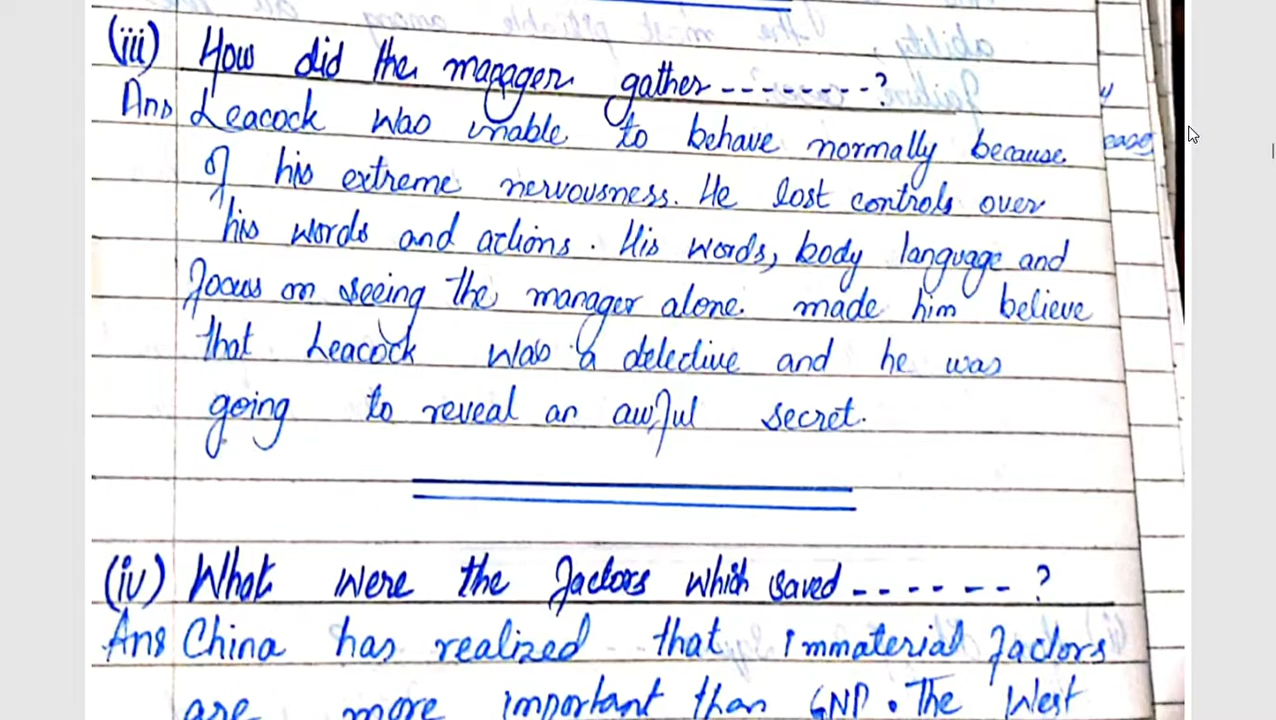 (iii) How did the manager gather --------?
Ans Leacock was unable to behave normally because
of his extreme nervousness. He lost controls over
his words and actions. His words, body language and
focus on seeing the manager alone. made him believe
that Leacock was a detective and he was
going to reveal an awful secret.
(iv) What were the factors which saved ------?
Ans China has realized that immaterial factors
are more important than GNP. The West